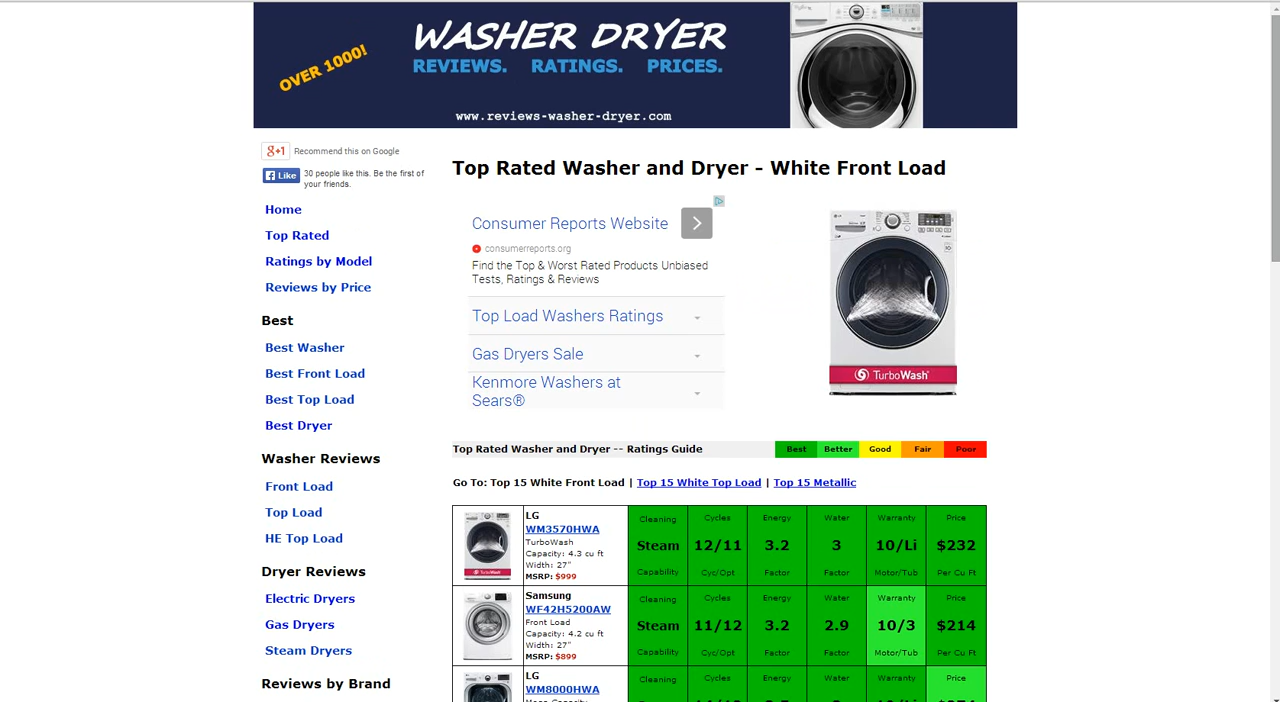 OVER 1000!
WASHER DRYER
REVIEWS. RATINGS. PRICES.
www.reviews-washer-dryer.com
g+1 Recommend this on Google
Like 30 people like this. Be the first of
your friends.
Home
Top Rated
Ratings by Model
Reviews by Price
Best
Best Washer
Best Front Load
Best Top Load
Best Dryer
Washer Reviews
Front Load
Top Load
HE Top Load
Dryer Reviews
Electric Dryers
Gas Dryers
Steam Dryers
Reviews by Brand
Top Rated Washer and Dryer - White Front Load
Consumer Reports Website
consumerreports.org
Find the Top & Worst Rated Products Unbiased
Tests, Ratings & Reviews
Top Load Washers Ratings
Gas Dryers Sale
Kenmore Washers at
Sears®
TurboWash
Top Rated Washer and Dryer -- Ratings Guide Best Better Good Fair Poor
Go To: Top 15 White Front Load | Top 15 White Top Load | Top 15 Metallic
LG
WM3570HWA
TurboWash
Capacity: 4.3 cu ft
Width: 27"
MSRP: $999
Cleaning Cycles Energy Water Warranty Price
Steam 12/11 3.2 3 10/Li $232
Capability Cyc/Opt Factor Factor Motor/Tub Per Cu Ft
Samsung
WF42H5200AW
Front Load
Capacity: 4.2 cu ft
Width: 27"
MSRP: $899
Cleaning Cycles Energy Water Warranty Price
Steam 11/12 3.2 2.9 10/3 $214
Capability Cyc/Opt Factor Factor Motor/Tub Per Cu Ft
LG
WM8000HWA
Cleaning Cycles Energy Water Warranty Price